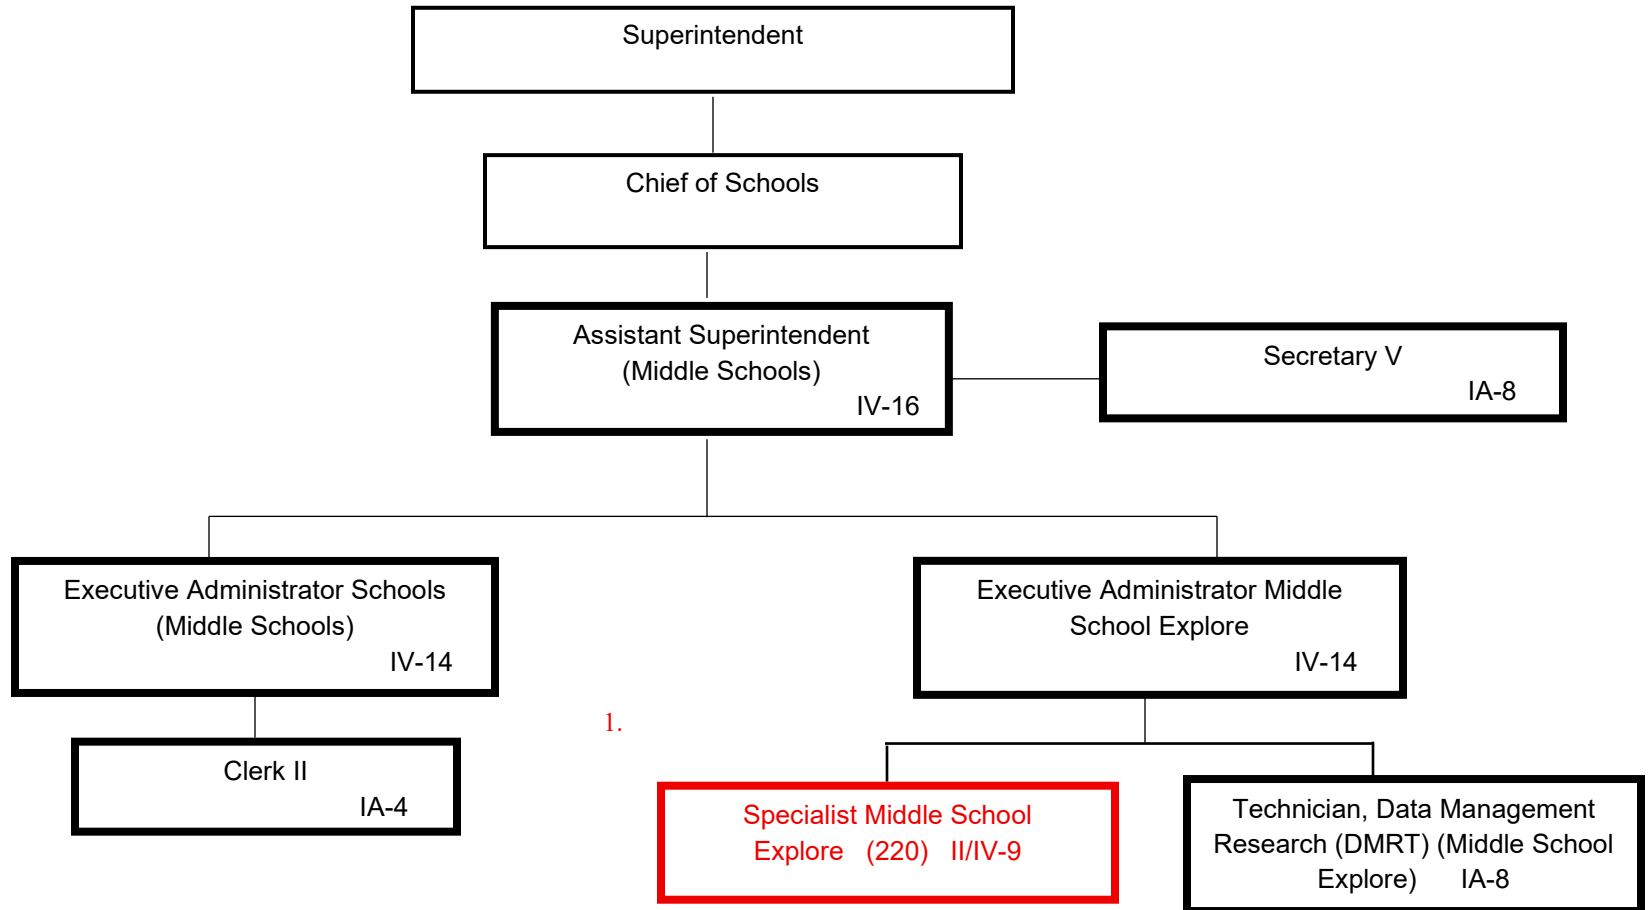 Superintendent
Chief of Schools
Assistant Superintendent
(Middle Schools)
IV-16
Secretary V
IA-8
Executive Administrator Schools
(Middle Schools)
IV-14
Executive Administrator Middle
School Explore
IV-14
Clerk II
IA-4
1.
Specialist Middle School
Explore (220) II/IV-9
Technician, Data Management
Research (DMRT) (Middle School
Explore) IA-8